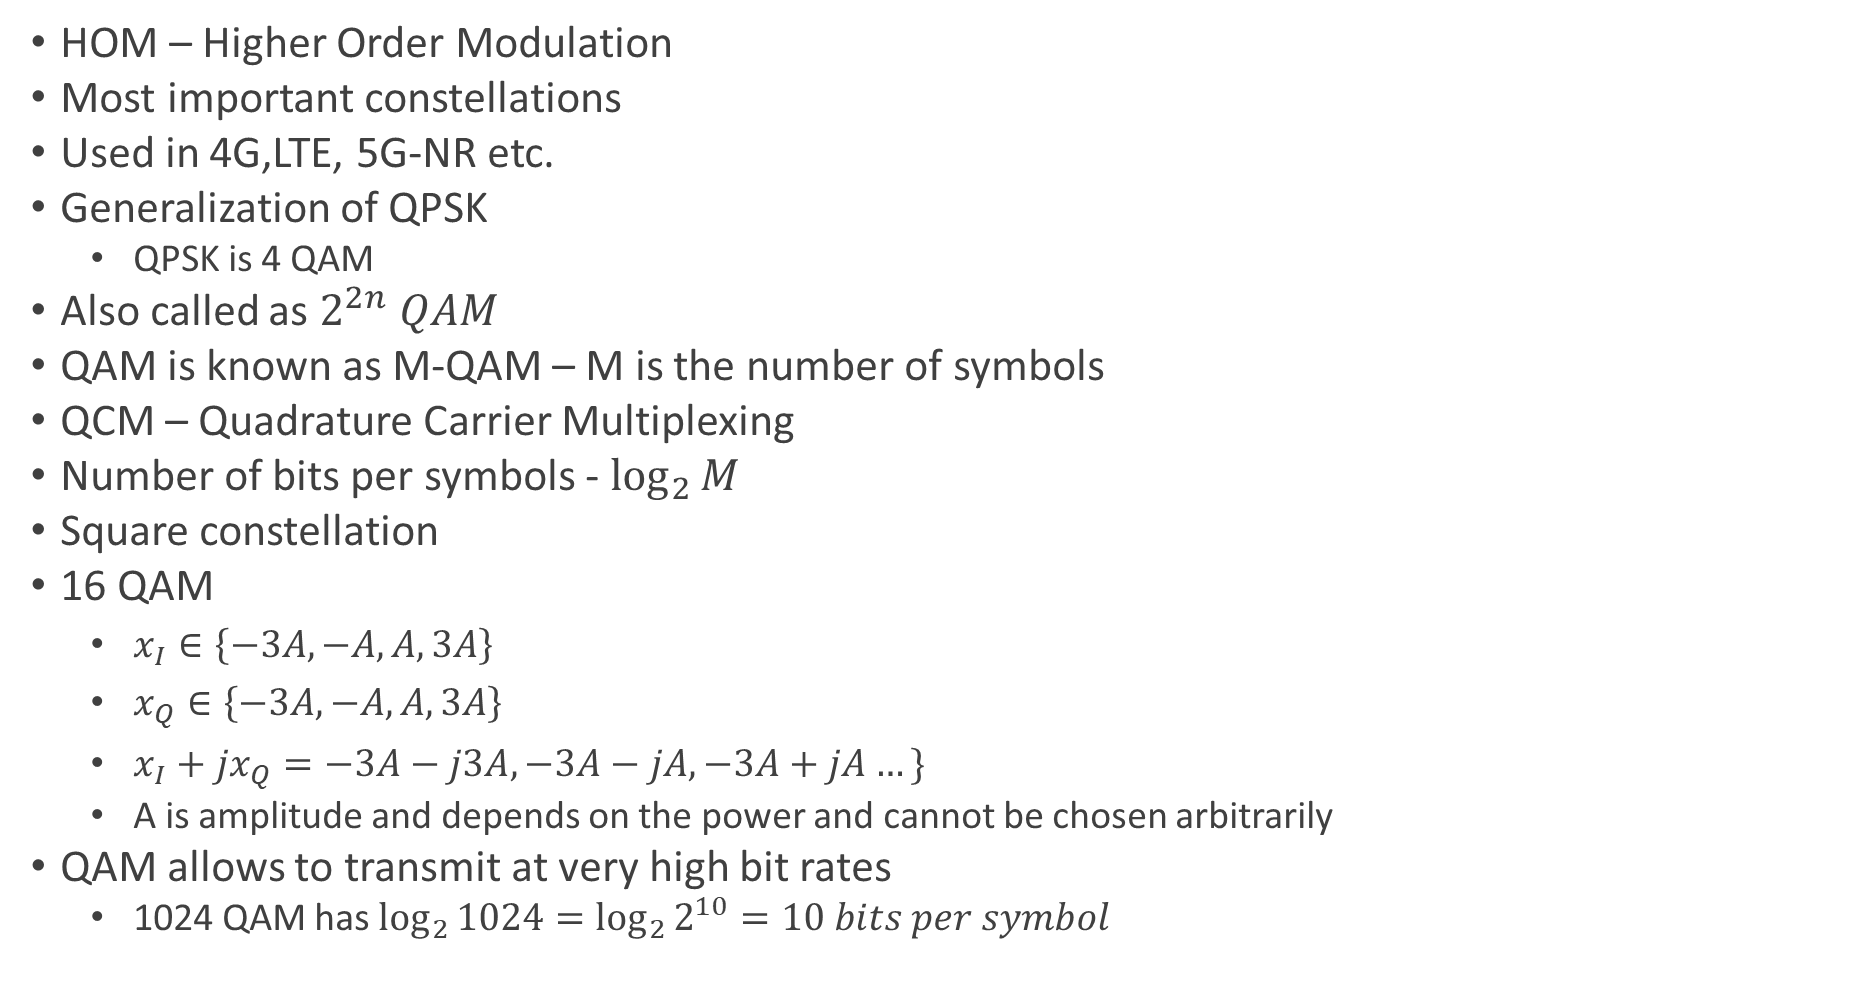 • HOM – Higher Order Modulation
• Most important constellations
• Used in 4G,LTE, 5G-NR etc.
• Generalization of QPSK
• QPSK is 4 QAM
• Also called as 2²ⁿ QAM
• QAM is known as M-QAM – M is the number of symbols
• QCM – Quadrature Carrier Multiplexing
• Number of bits per symbols - log₂ M
• Square constellation
• 16 QAM
• x_I ∈ {−3A, −A, A, 3A}
• x_Q ∈ {−3A, −A, A, 3A}
• x_I + jx_Q = −3A − j3A, −3A − jA, −3A + jA … }
• A is amplitude and depends on the power and cannot be chosen arbitrarily
• QAM allows to transmit at very high bit rates
• 1024 QAM has log₂ 1024 = log₂ 2¹⁰ = 10 bits per symbol